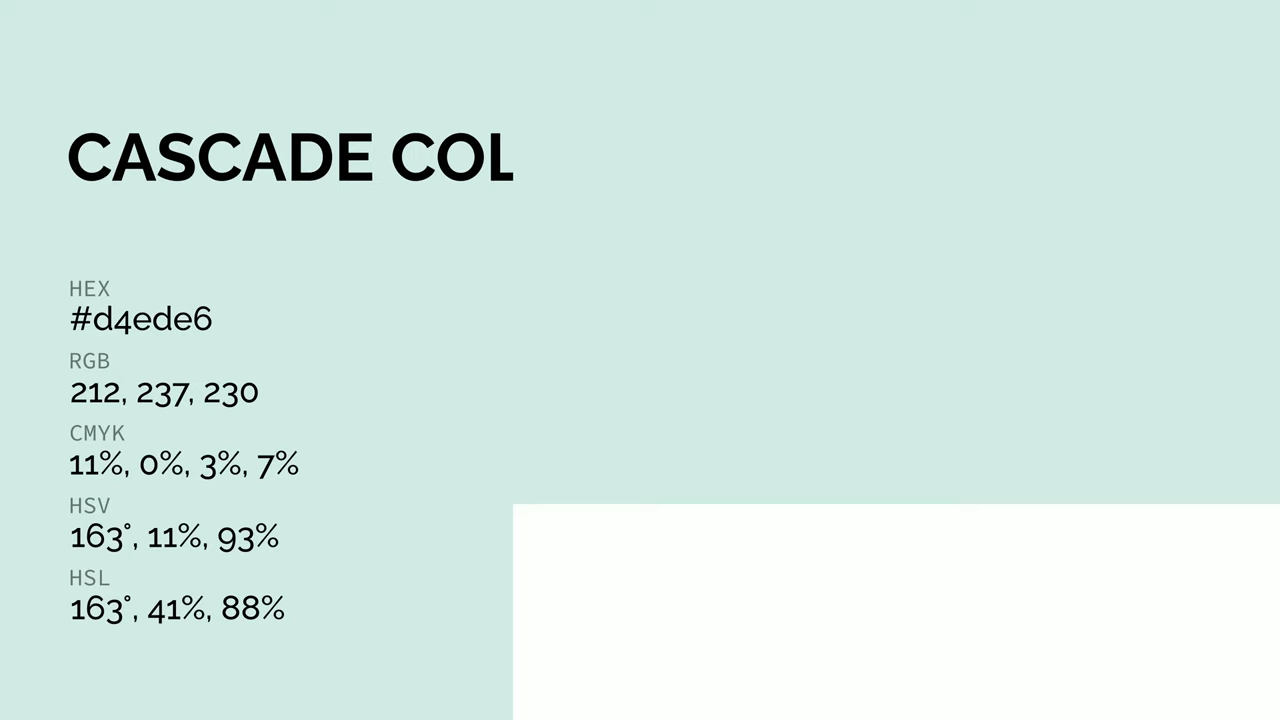 CASCADE COL
HEX
#d4ede6
RGB
212, 237, 230
CMYK
11%, 0%, 3%, 7%
HSV
163°, 11%, 93%
HSL
163°, 41%, 88%